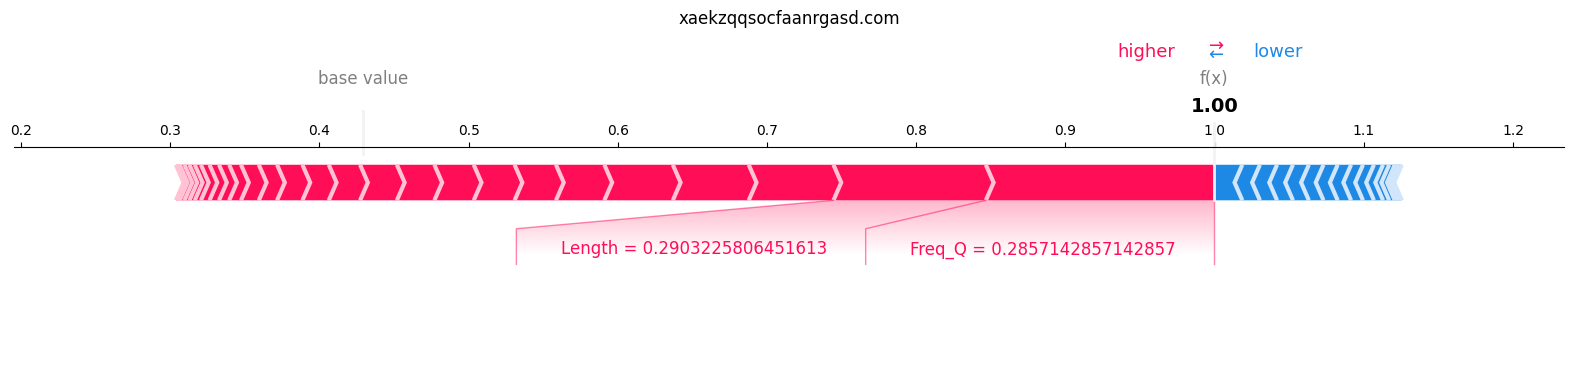 xaekzqqsocfaanrgasd.com
higher ⇄ lower
base value f(x)
1.00
0.2 0.3 0.4 0.5 0.6 0.7 0.8 0.9 1.0 1.1 1.2
Length = 0.2903225806451613 Freq_Q = 0.2857142857142857